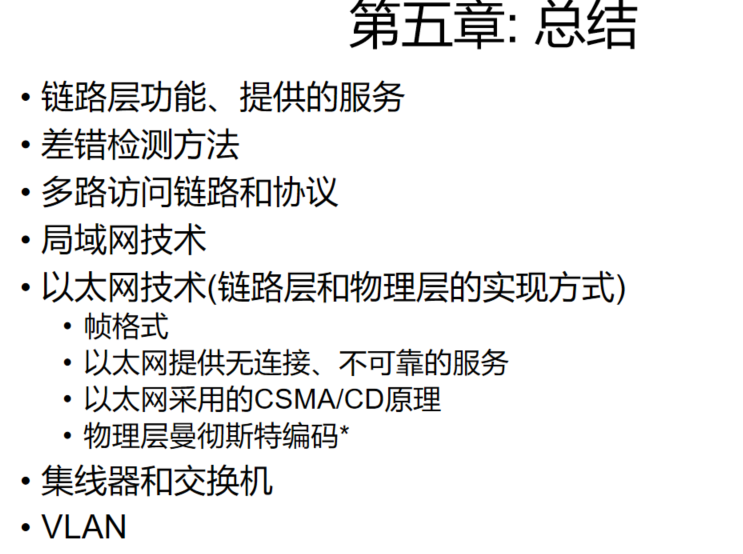 第五章: 总结
• 链路层功能、提供的服务
• 差错检测方法
• 多路访问链路和协议
• 局域网技术
• 以太网技术(链路层和物理层的实现方式)
• 帧格式
• 以太网提供无连接、不可靠的服务
• 以太网采用的CSMA/CD原理
• 物理层曼彻斯特编码*
• 集线器和交换机
• VLAN